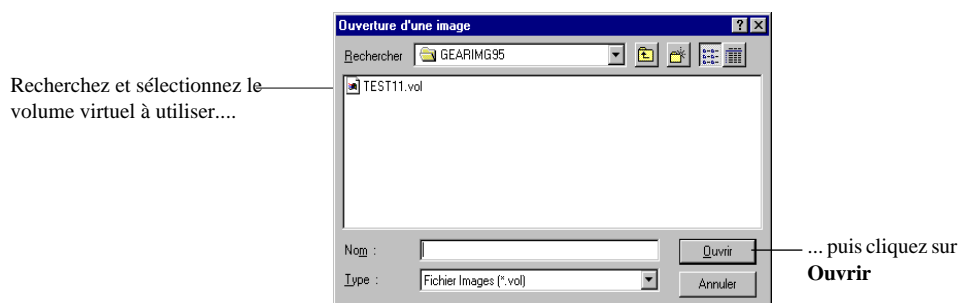 Ouverture d'une image
Rechercher GEARIMG95
TEST11.vol
Recherchez et sélectionnez le
volume virtuel à utiliser....
Nom :
Ouvrir
Type : Fichier Images (*.vol)
Annuler
... puis cliquez sur
Ouvrir